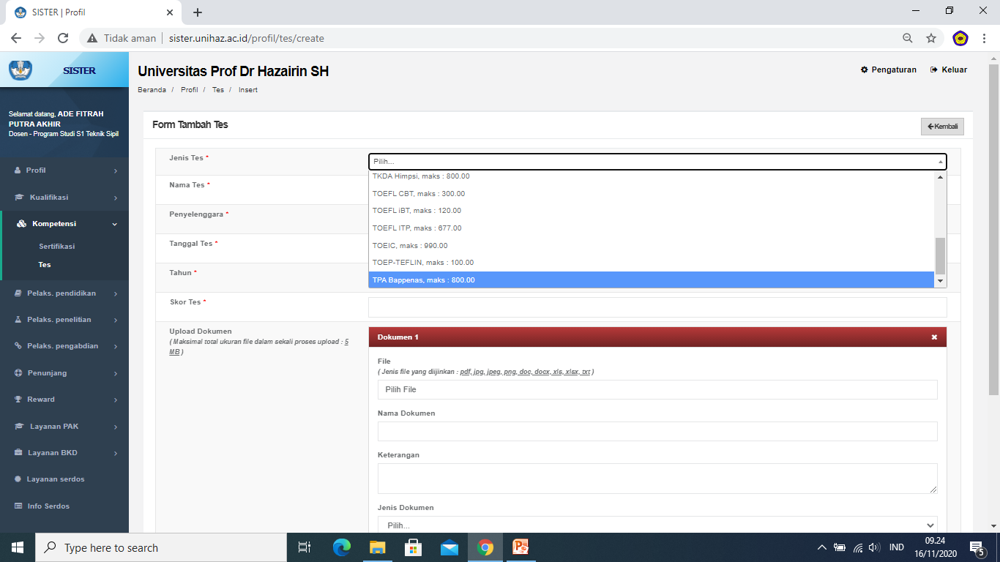 SISTER | Profil
Tidak aman
sister.unihaz.ac.id/profil/tes/create
SISTER
Universitas Prof Dr Hazairin SH
Pengaturan
Keluar
Beranda / Profil / Tes / Insert
Selamat datang, ADE FITRAH
PUTRA AKHIR
Dosen - Program Studi S1 Teknik Sipil
Profil
Kualifikasi
Kompetensi
Sertifikasi
Tes
Pelaks. pendidikan
Pelaks. penelitian
Pelaks. pengabdian
Penunjang
Reward
Layanan PAK
Layanan BKD
Layanan serdos
Info Serdos
Form Tambah Tes
Kembali
Jenis Tes *
Pilih...
TKDA Himpsi, maks : 800.00
TOEFL CBT, maks : 300.00
TOEFL iBT, maks : 120.00
TOEFL ITP, maks : 677.00
TOEIC, maks : 990.00
TOEP-TEFLIN, maks : 100.00
TPA Bappenas, maks : 800.00
Nama Tes *
Penyelenggara *
Tanggal Tes *
Tahun *
Skor Tes *
Upload Dokumen
( Maksimal total ukuran file dalam sekali proses upload : 5
MB )
Dokumen 1
File
( Jenis file yang diijinkan : pdf, jpg, jpeg, png, doc, docx, xls, xlsx, txt )
Pilih File
Nama Dokumen
Keterangan
Jenis Dokumen
Pilih...
Type here to search
IND
09.24
16/11/2020
5